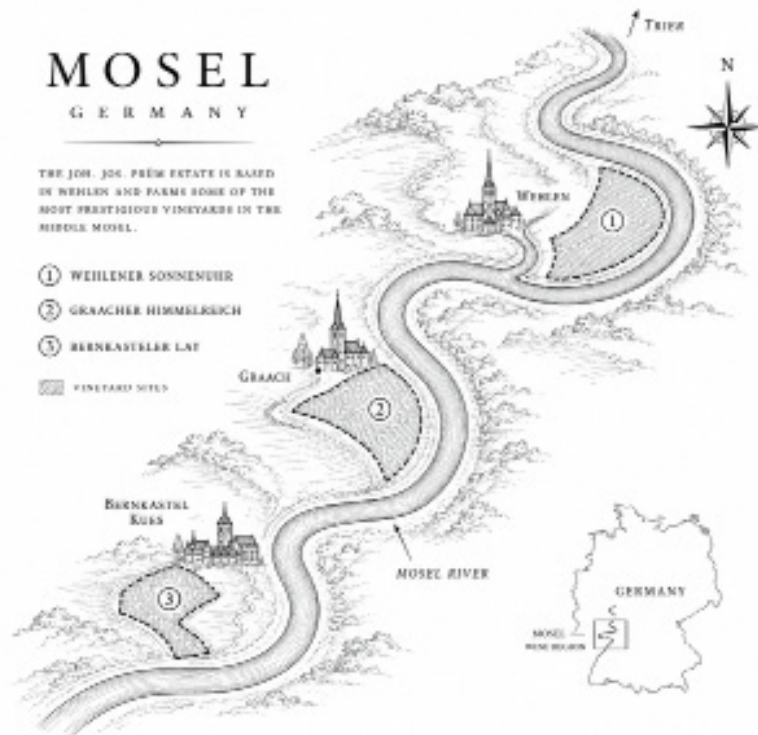 MOSEL
GERMANY
THE JOH. JOS. PRÜM ESTATE IS BASED
IN WEHLEN AND FARMS SOME OF THE
MOST PRESTIGIOUS VINEYARDS IN THE
MIDDLE MOSEL.
1 WEHLENER SONNENUHR
2 GRAACHER HIMMELREICH
3 BERNKASTELER LAY
VINEYARD SITES
TRIER
N
WEHLEN
1
GRAACH
2
BERNKASTEL
KUES
3
MOSEL RIVER
GERMANY
MOSEL
WINE REGION